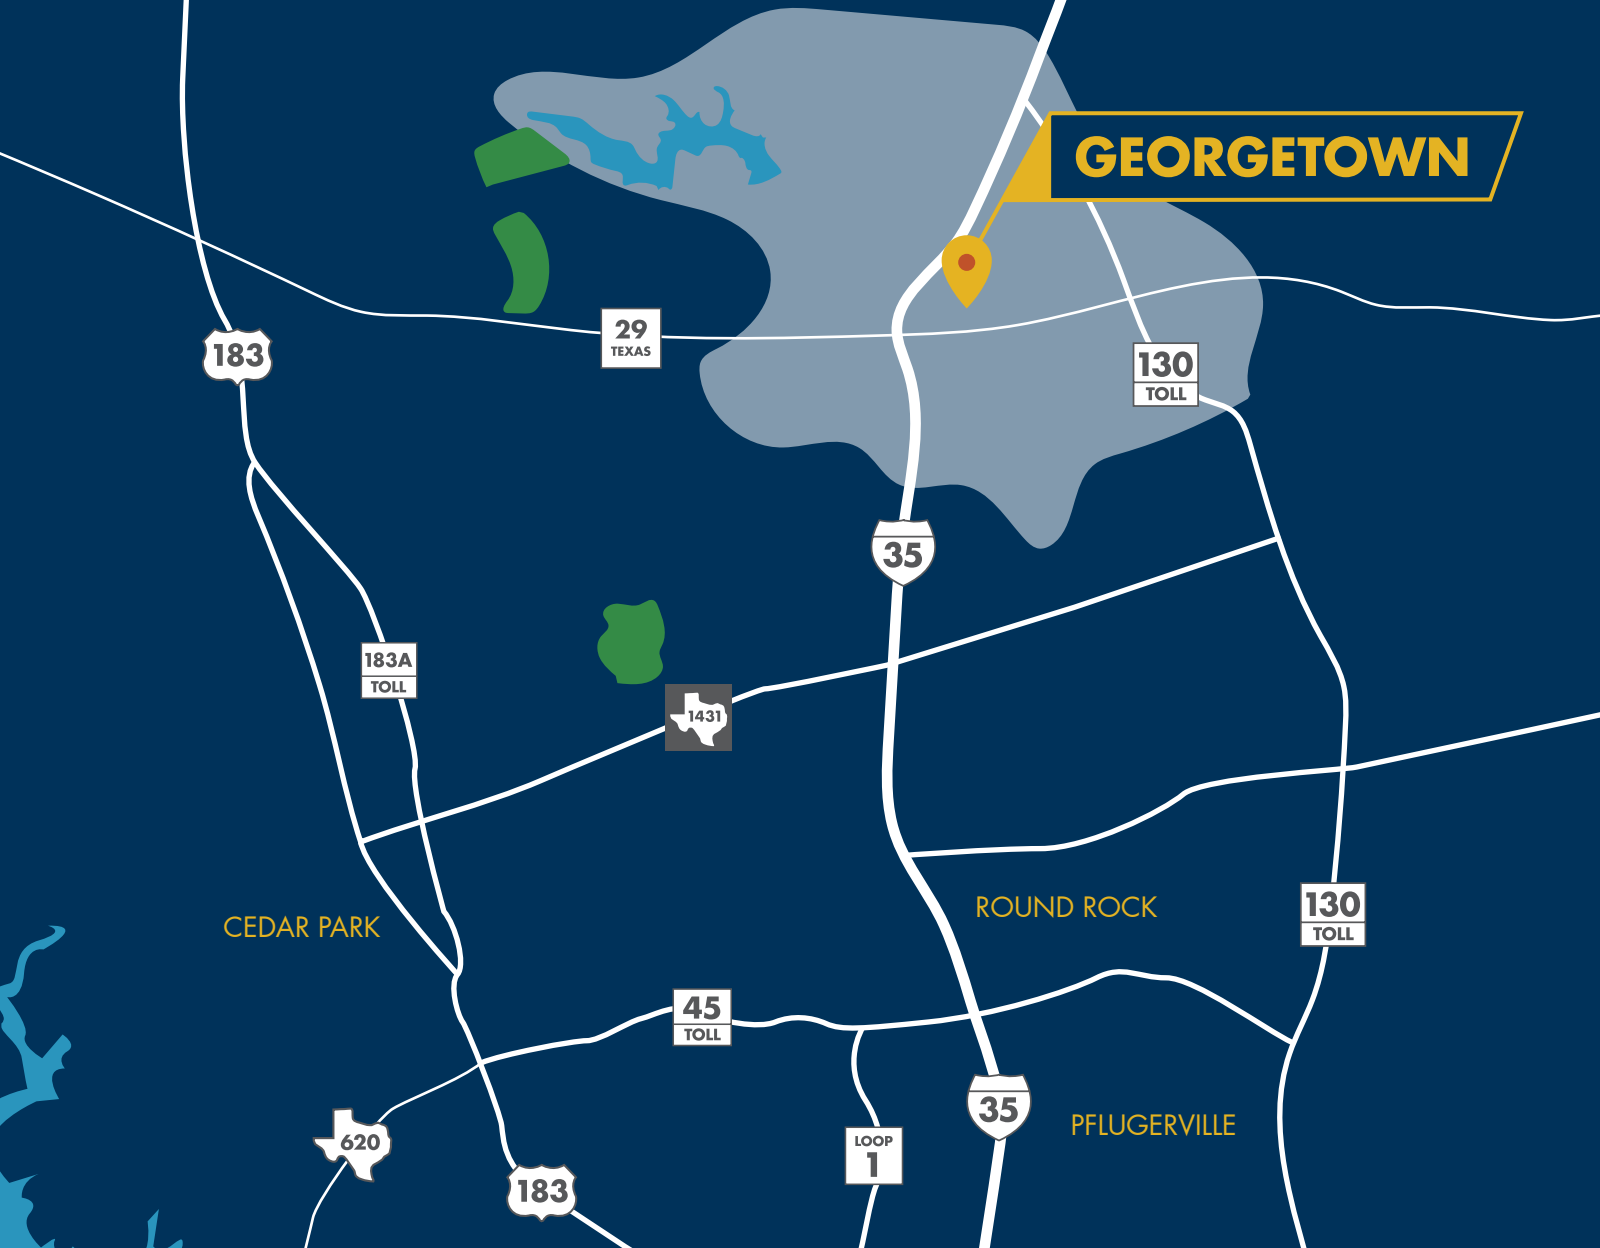 GEORGETOWN
29
TEXAS
183
130
TOLL
35
183A
TOLL
1431
CEDAR PARK
ROUND ROCK
130
TOLL
45
TOLL
35
PFLUGERVILLE
620
LOOP
1
183